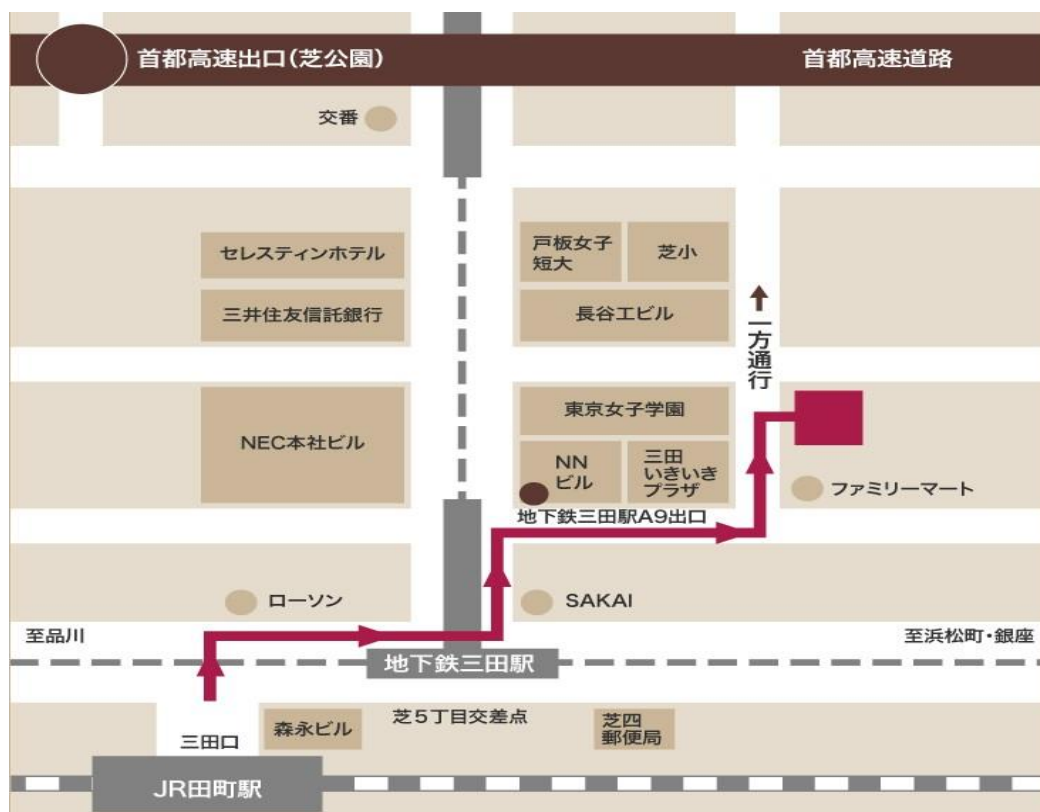 首都高速出口(芝公園)
首都高速道路
交番
セレスティンホテル
三井住友信託銀行
戸板女子
短大
芝小
長谷工ビル
一方通行
NEC本社ビル
東京女子学園
NN
ビル
三田
いきいき
プラザ
ファミリーマート
地下鉄三田駅A9出口
ローソン
SAKAI
至品川
至浜松町・銀座
地下鉄三田駅
森永ビル
芝5丁目交差点
芝四
郵便局
三田口
JR田町駅